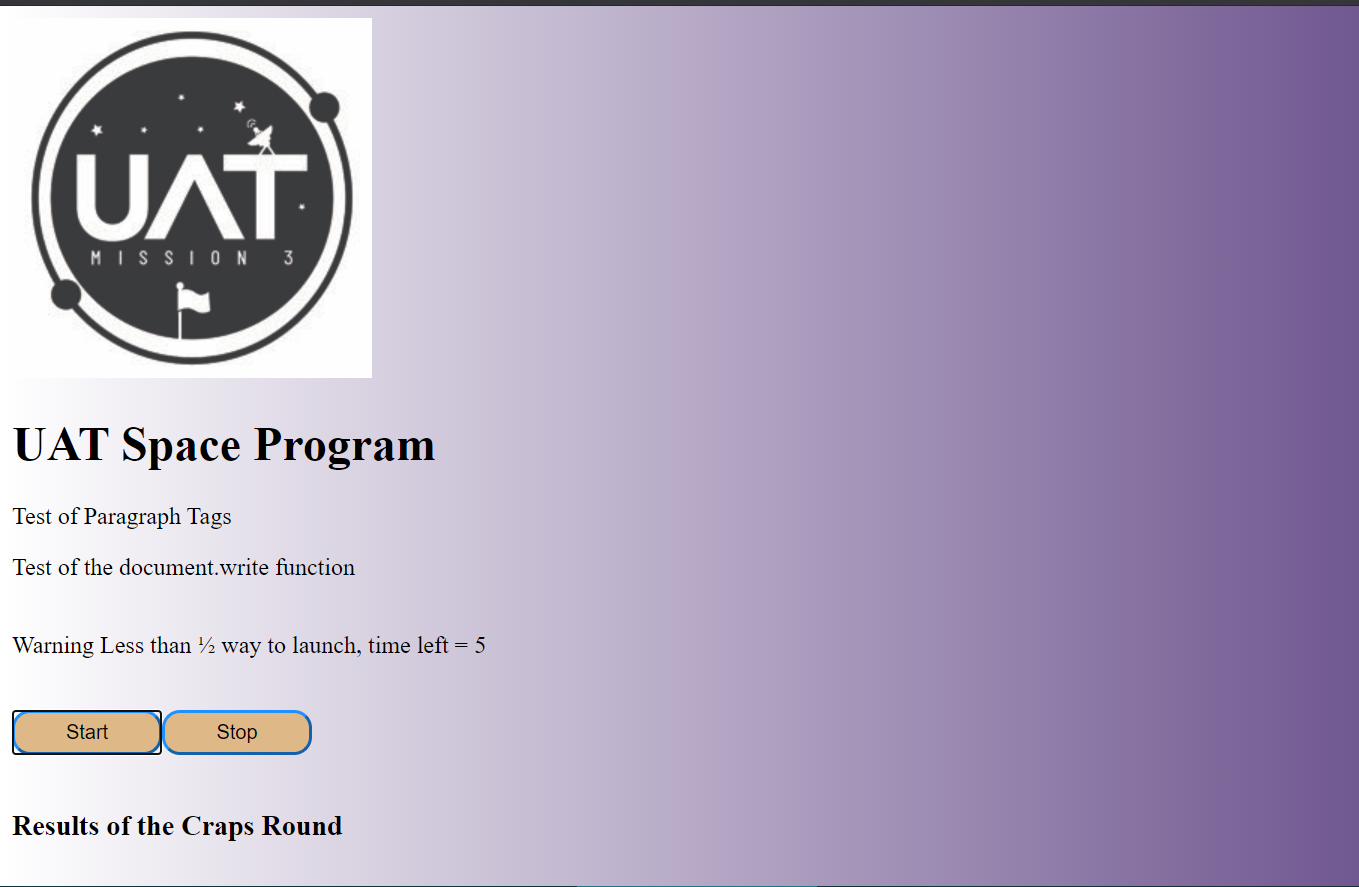 UAT
MISSION 3
UAT Space Program
Test of Paragraph Tags
Test of the document.write function
Warning Less than ½ way to launch, time left = 5
Start Stop
Results of the Craps Round